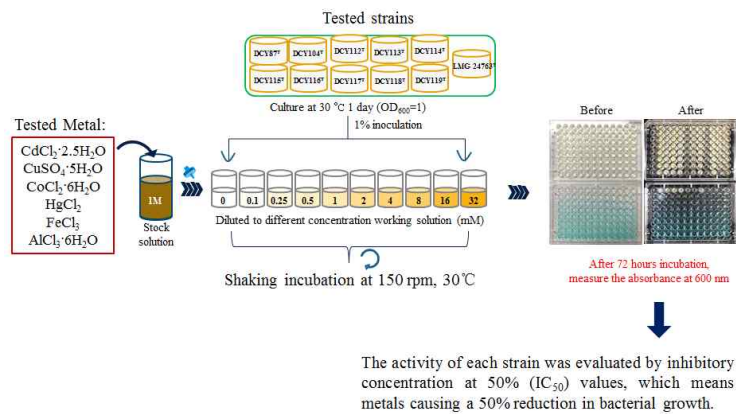 Tested strains
DCY87ᵀ DCY104ᵀ DCY112ᵀ DCY113ᵀ DCY114ᵀ
LMG 24763ᵀ
DCY115ᵀ DCY116ᵀ DCY117ᵀ DCY118ᵀ DCY119ᵀ
Culture at 30 ℃ 1 day (OD₆₀₀=1)
1% inoculation
Before After
Tested Metal:
CdCl₂·2.5H₂O
CuSO₄·5H₂O
CoCl₂·6H₂O
HgCl₂
FeCl₃
AlCl₃·6H₂O
1M
Stock
solution
0 0.1 0.25 0.5 1 2 4 8 16 32
Diluted to different concentration working solution (mM)
Shaking incubation at 150 rpm, 30℃
After 72 hours incubation,
measure the absorbance at 600 nm
The activity of each strain was evaluated by inhibitory
concentration at 50% (IC₅₀) values, which means
metals causing a 50% reduction in bacterial growth.